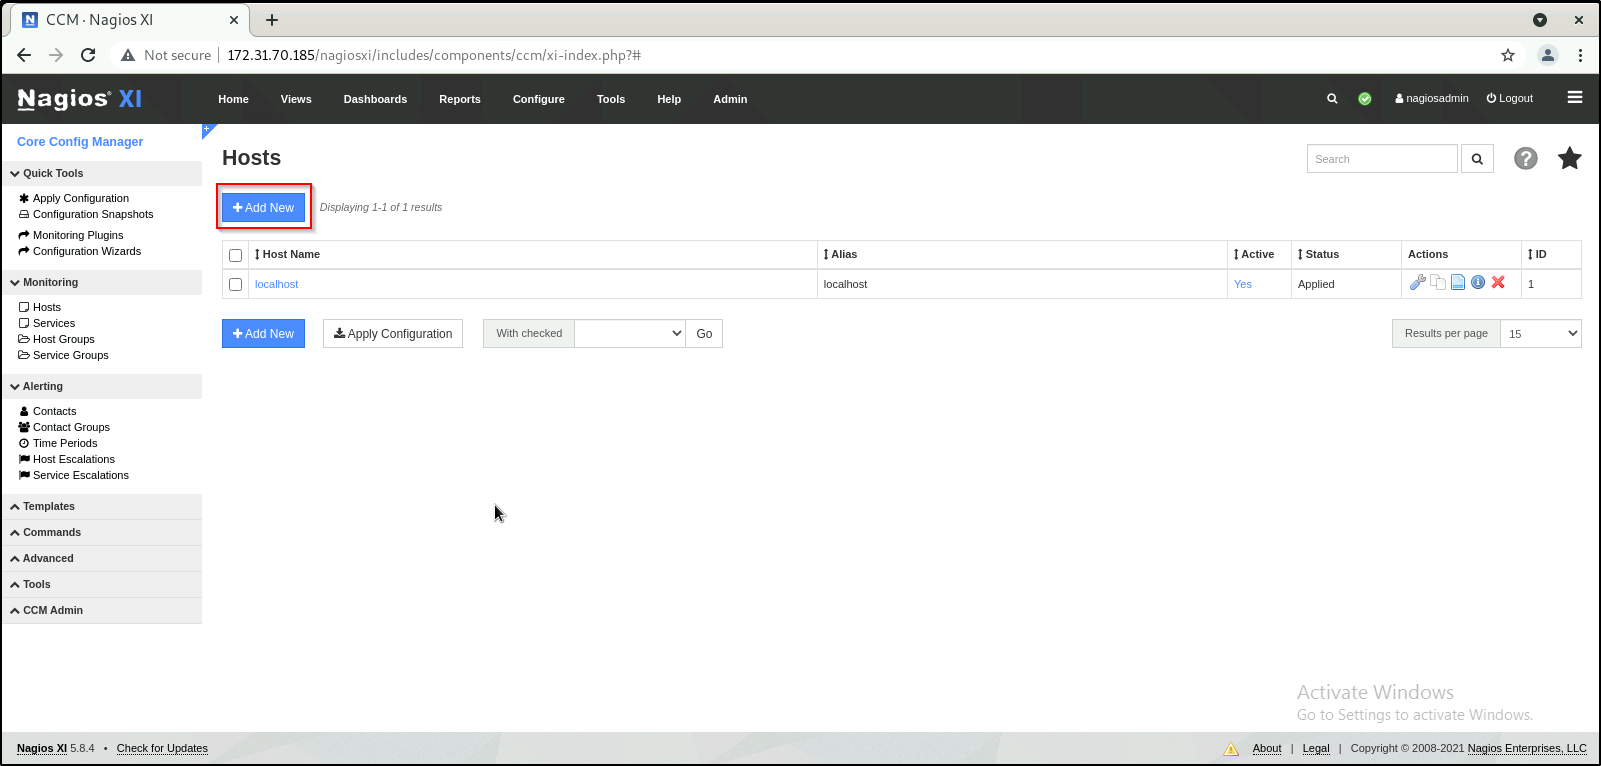 CCM · Nagios XI
Not secure | 172.31.70.185/nagiosxi/includes/components/ccm/xi-index.php?#
Nagios® XI Home Views Dashboards Reports Configure Tools Help Admin nagiosadmin Logout
Core Config Manager
Quick Tools
Apply Configuration
Configuration Snapshots
Monitoring Plugins
Configuration Wizards
Monitoring
Hosts
Services
Host Groups
Service Groups
Alerting
Contacts
Contact Groups
Time Periods
Host Escalations
Service Escalations
Templates
Commands
Advanced
Tools
CCM Admin
Hosts
Search
Add New Displaying 1-1 of 1 results
Host Name Alias Active Status Actions ID
localhost localhost Yes Applied 1
Add New Apply Configuration With checked Go Results per page 15
Activate Windows
Go to Settings to activate Windows.
Nagios XI 5.8.4 • Check for Updates About | Legal | Copyright © 2008-2021 Nagios Enterprises, LLC